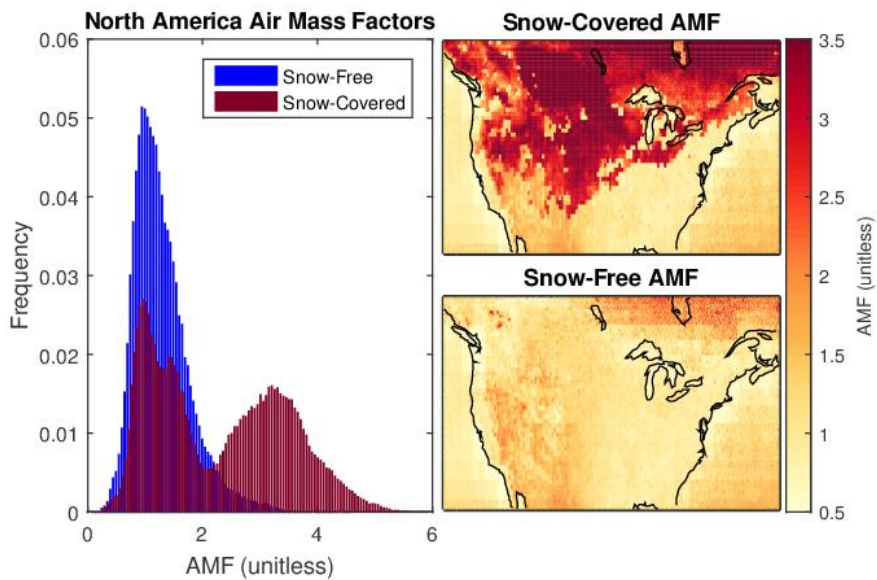 North America Air Mass Factors
0.06
0.05
0.04
0.03
0.02
0.01
0
Frequency
Snow-Free
Snow-Covered
0
2
4
6
AMF (unitless)
Snow-Covered AMF
Snow-Free AMF
3.5
3
2.5
2
1.5
1
0.5
AMF (unitless)